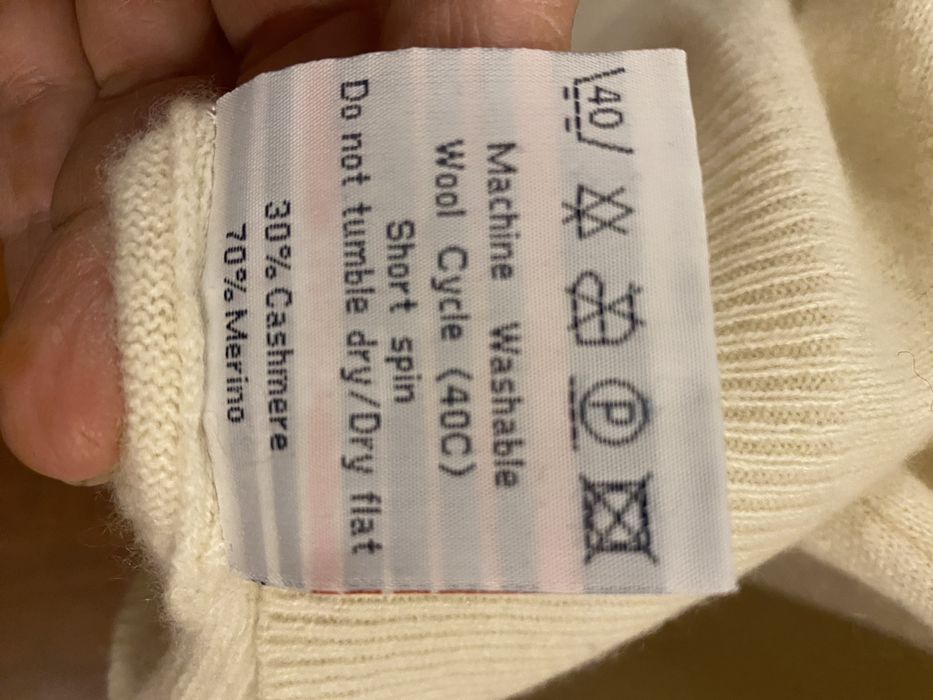 40 P
Machine Washable
Wool Cycle (40C)
Short spin
Do not tumble dry/Dry flat
30% Cashmere
70% Merino